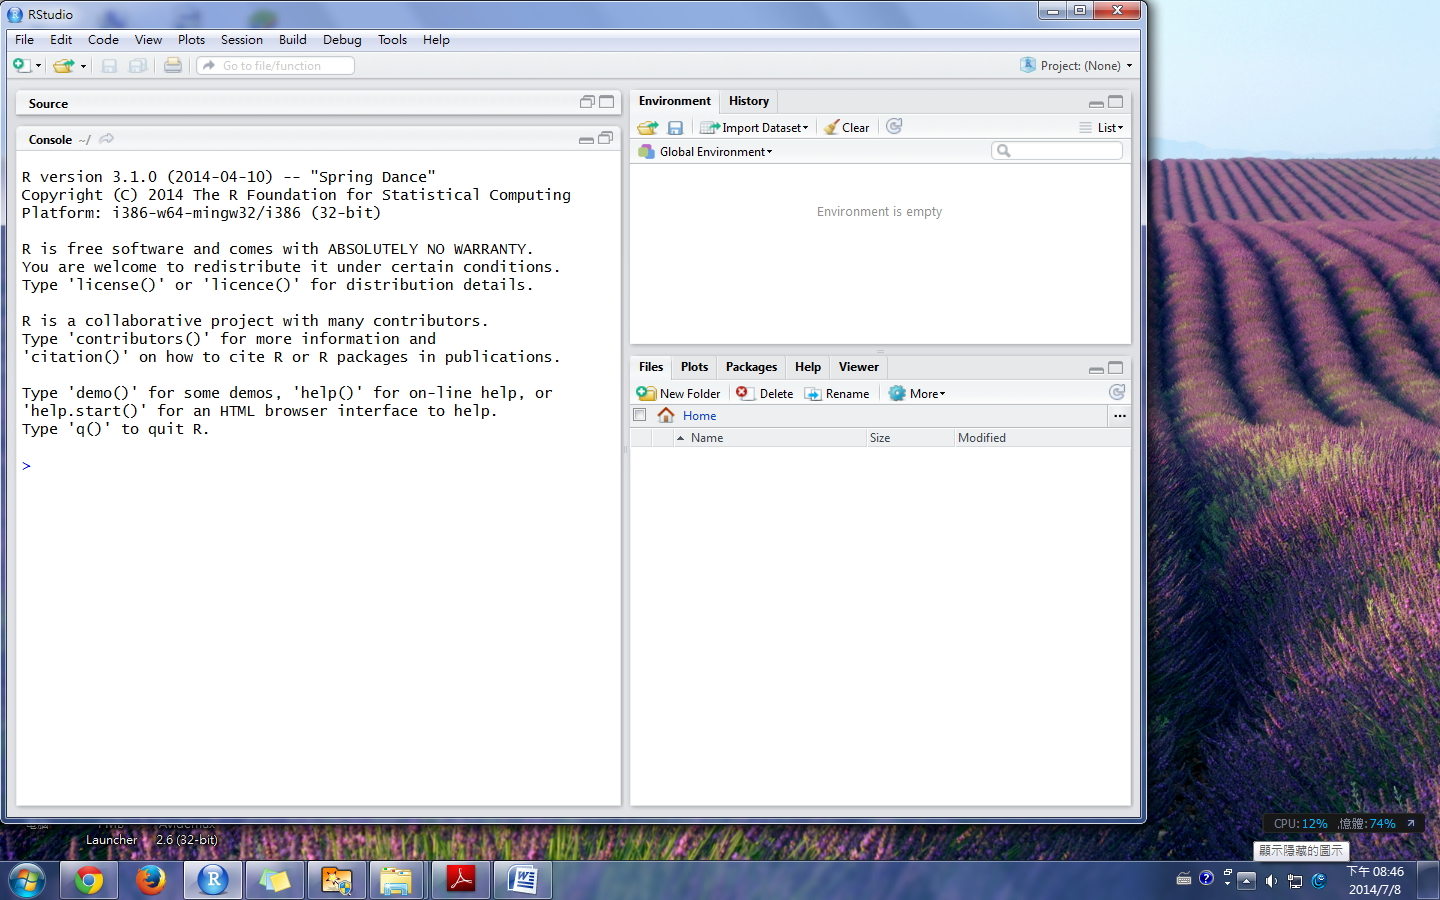 RStudio
File Edit Code View Plots Session Build Debug Tools Help
Go to file/function
Project: (None)
Source
Console ~/
R version 3.1.0 (2014-04-10) -- "Spring Dance"
Copyright (C) 2014 The R Foundation for Statistical Computing
Platform: i386-w64-mingw32/i386 (32-bit)
R is free software and comes with ABSOLUTELY NO WARRANTY.
You are welcome to redistribute it under certain conditions.
Type 'license()' or 'licence()' for distribution details.
R is a collaborative project with many contributors.
Type 'contributors()' for more information and
'citation()' on how to cite R or R packages in publications.
Type 'demo()' for some demos, 'help()' for on-line help, or
'help.start()' for an HTML browser interface to help.
Type 'q()' to quit R.
>
Environment History
Import Dataset Clear List
Global Environment
Environment is empty
Files Plots Packages Help Viewer
New Folder Delete Rename More
Home
Name Size Modified
Launcher 2.6 (32-bit)
CPU:12% 憶體:74%
顯示隱藏的圖示
下午 08:46
2014/7/8